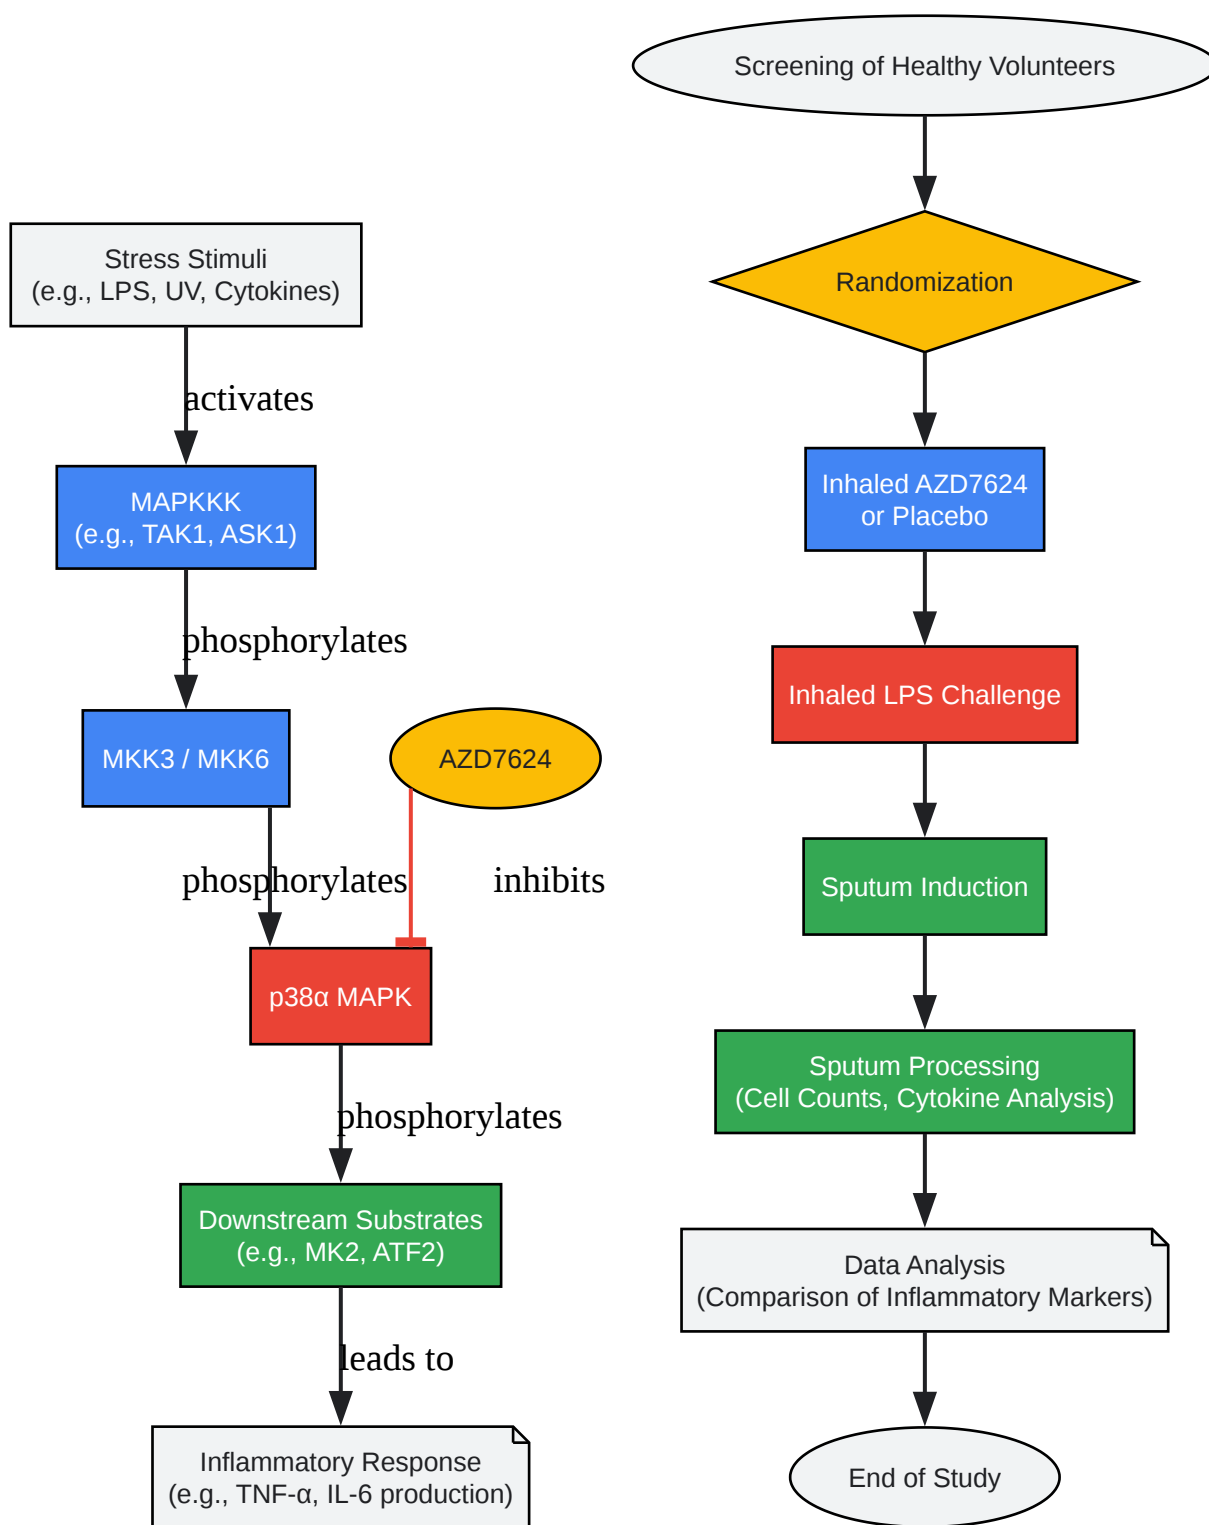 Stress Stimuli
(e.g., LPS, UV, Cytokines)
activates
MAPKKK
(e.g., TAK1, ASK1)
phosphorylates
MKK3 / MKK6
AZD7624
phosphorylates
inhibits
p38α MAPK
phosphorylates
Downstream Substrates
(e.g., MK2, ATF2)
leads to
Inflammatory Response
(e.g., TNF-α, IL-6 production)
Screening of Healthy Volunteers
Randomization
Inhaled AZD7624
or Placebo
Inhaled LPS Challenge
Sputum Induction
Sputum Processing
(Cell Counts, Cytokine Analysis)
Data Analysis
(Comparison of Inflammatory Markers)
End of Study